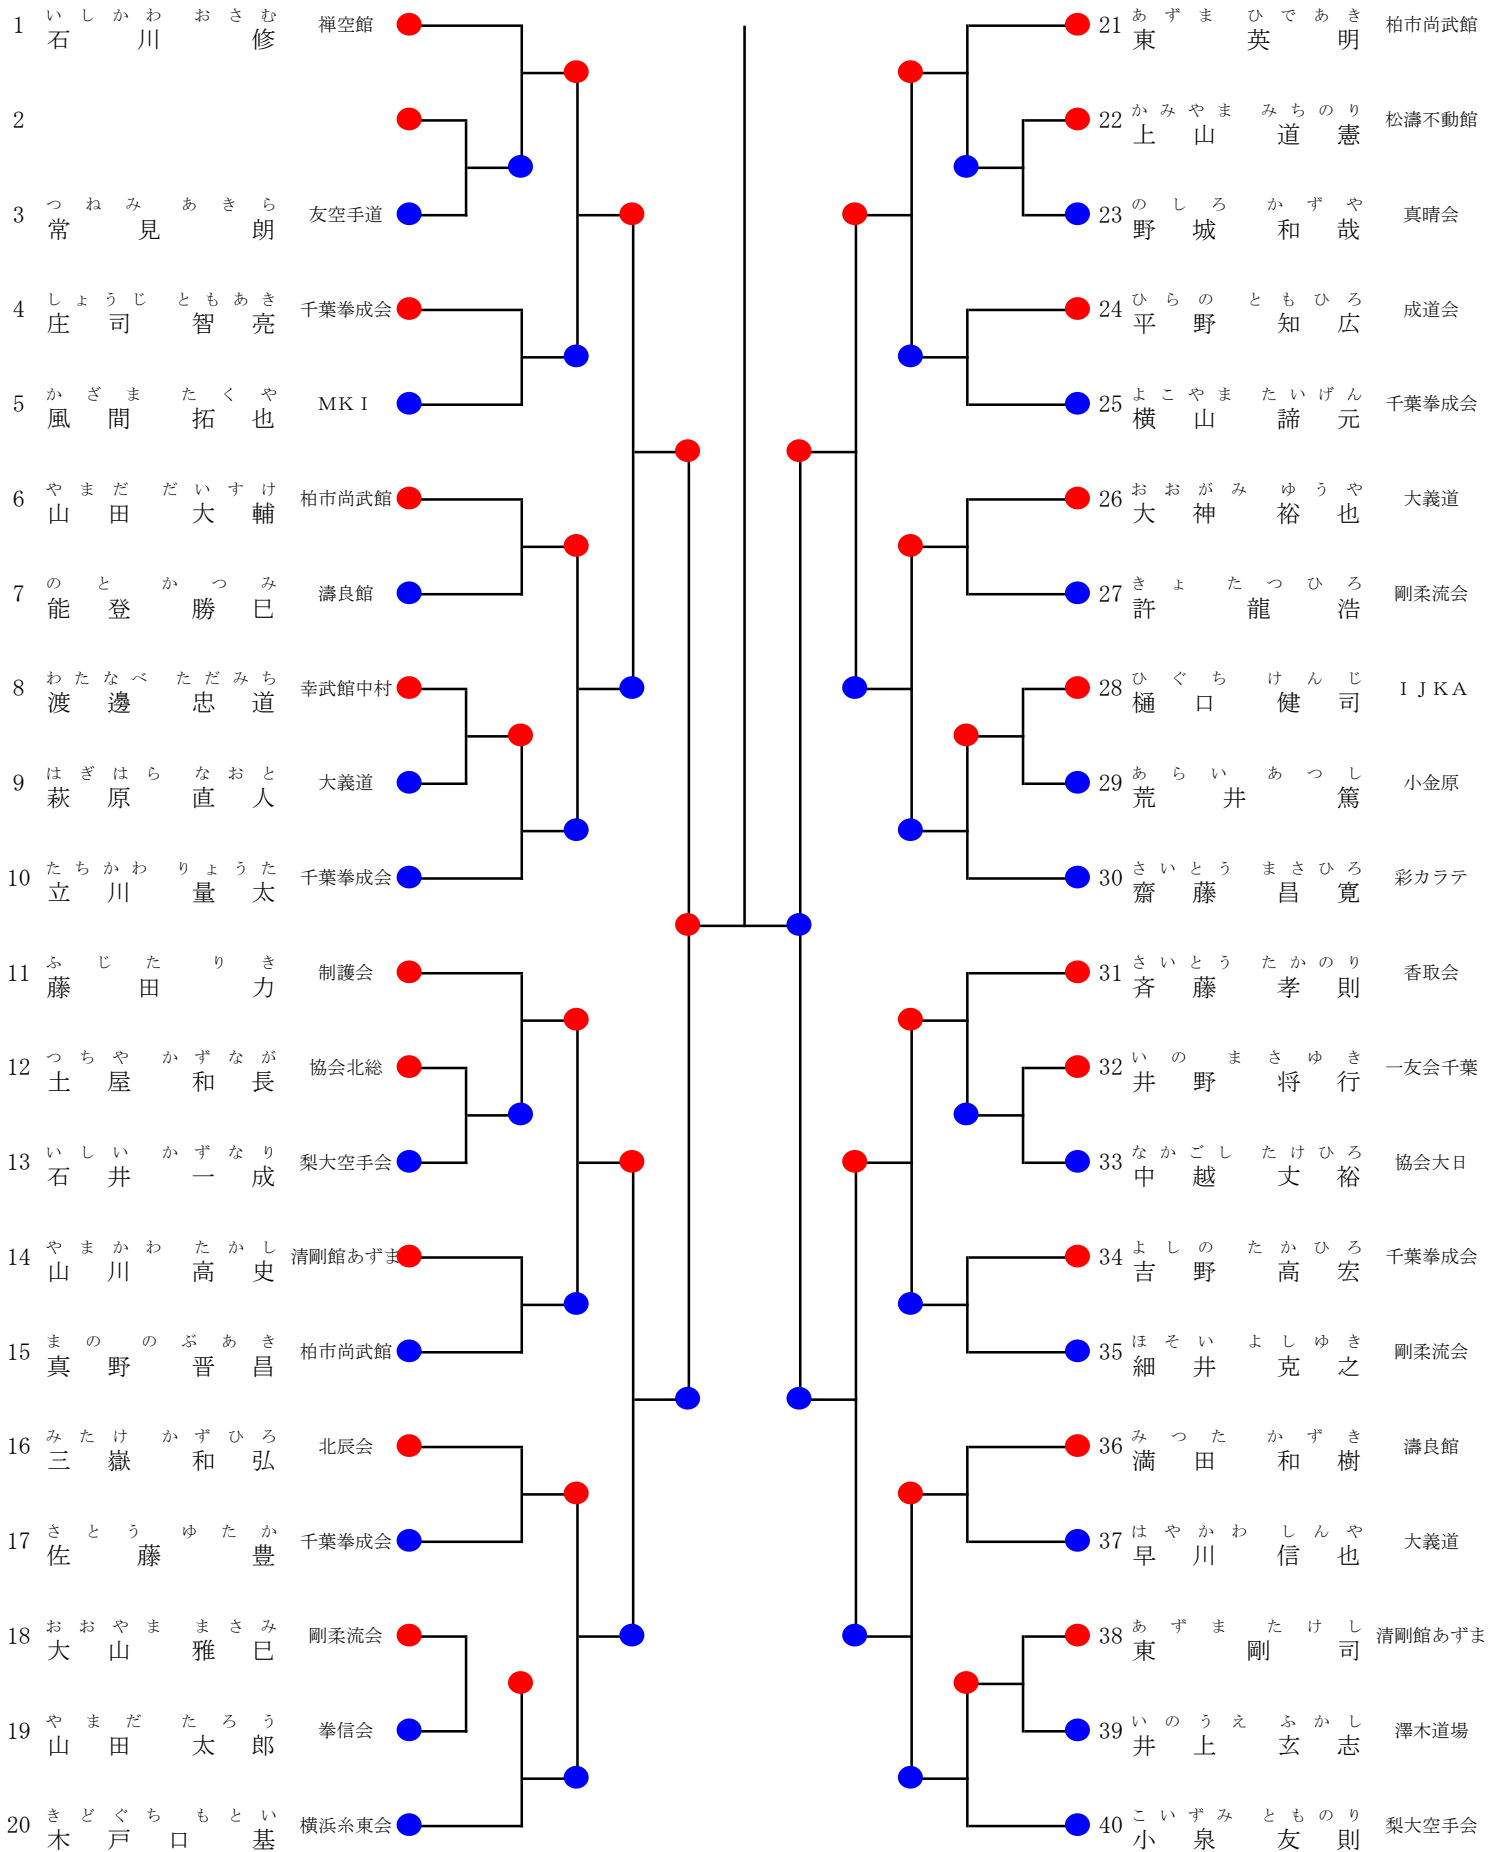 いしかわ おさむ
1 石川 修 禅空館
2
つねみ あきら
3 常見 朗 友空手道
しょうじ ともあき
4 庄司 智亮 千葉拳成会
かざま たくや
5 風間 拓也 MKI
やまだ だいすけ
6 山田 大輔 柏市尚武館
のと かつみ
7 能登 勝巳 濤良館
わたなべ ただみち
8 渡邊 忠道 幸武館中村
はぎはら なおと
9 萩原 直人 大義道
たちかわ りょうた
10 立川 量太 千葉拳成会
ふじた りき
11 藤田 力 制護会
つちや かずなが
12 土屋 和長 協会北総
いしい かずなり
13 石井 一成 梨大空手会
やまかわ たかし
14 山川 高史 清剛館あずま
まの のぶあき
15 真野 晋昌 柏市尚武館
みたけ かずひろ
16 三嶽 和弘 北辰会
さとう ゆたか
17 佐藤 豊 千葉拳成会
おおやま まさみ
18 大山 雅巳 剛柔流会
やまだ たろう
19 山田 太郎 拳信会
きどぐち もとい
20 木戸口 基 横浜糸東会
あずま ひであき
21 東 英明 柏市尚武館
かみやま みちのり
22 上山 道憲 松濤不動館
のしろ かずや
23 野城 和哉 真晴会
ひらの ともひろ
24 平野 知広 成道会
よこやま たいげん
25 横山 諦元 千葉拳成会
おおがみ ゆうや
26 大神 裕也 大義道
きょ たつひろ
27 許 龍浩 剛柔流会
ひぐち けんじ
28 樋口 健司 IJKA
あらい あつし
29 荒井 篤 小金原
さいとう まさひろ
30 齋藤 昌寛 彩カラテ
さいとう たかのり
31 斉藤 孝則 香取会
いの まさゆき
32 井野 将行 一友会千葉
なかごし たけひろ
33 中越 丈裕 協会大日
よしの たかひろ
34 吉野 高宏 千葉拳成会
ほそい よしゆき
35 細井 克之 剛柔流会
みつた かずき
36 満田 和樹 濤良館
はやかわ しんや
37 早川 信也 大義道
あずま たけし
38 東 剛司 清剛館あずま
いのうえ ふかし
39 井上 玄志 澤木道場
こいずみ とものり
40 小泉 友則 梨大空手会